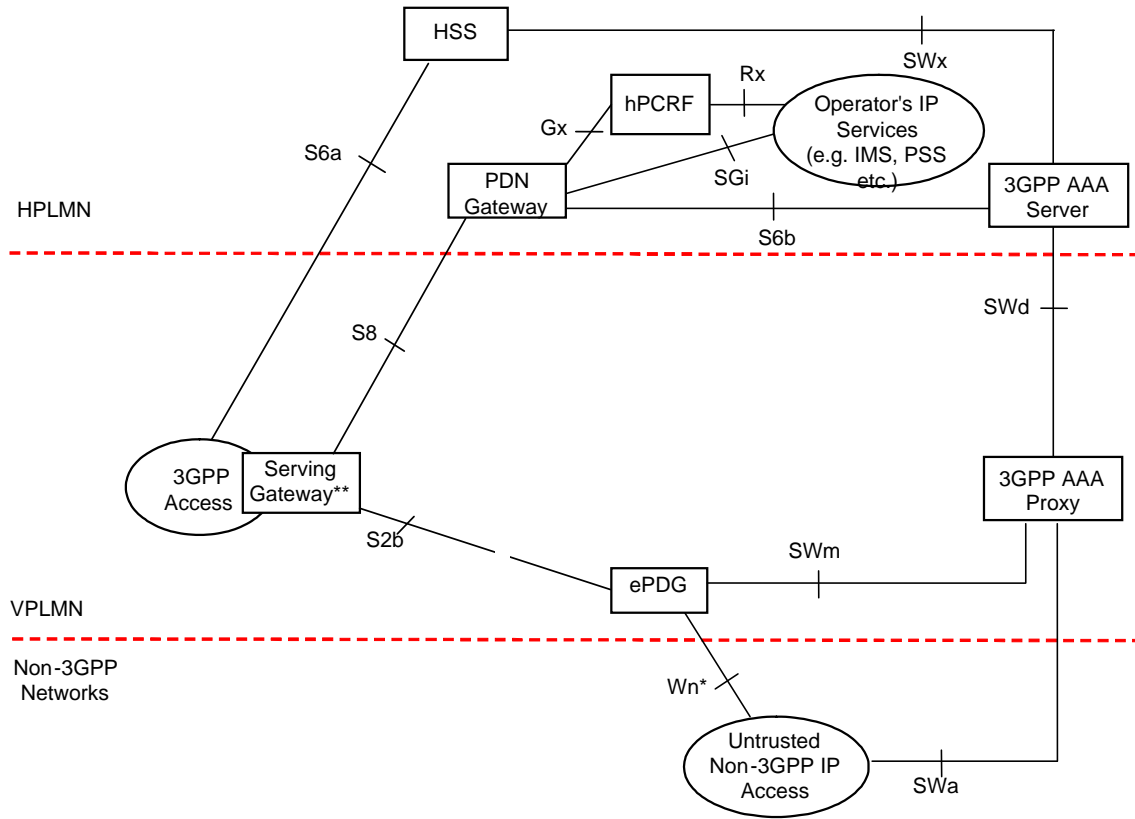 HSS
SWx
Rx
hPCRF
Operator's IP
Services
(e.g. IMS, PSS
etc.)
Gx
S6a
SGi
PDN
Gateway
3GPP AAA
Server
HPLMN
S6b
SWd
S8
3GPP
Access
Serving
Gateway**
3GPP AAA
Proxy
S2b
SWm
ePDG
VPLMN
Non-3GPP
Networks
Wn*
Untrusted
Non-3GPP IP
Access
SWa